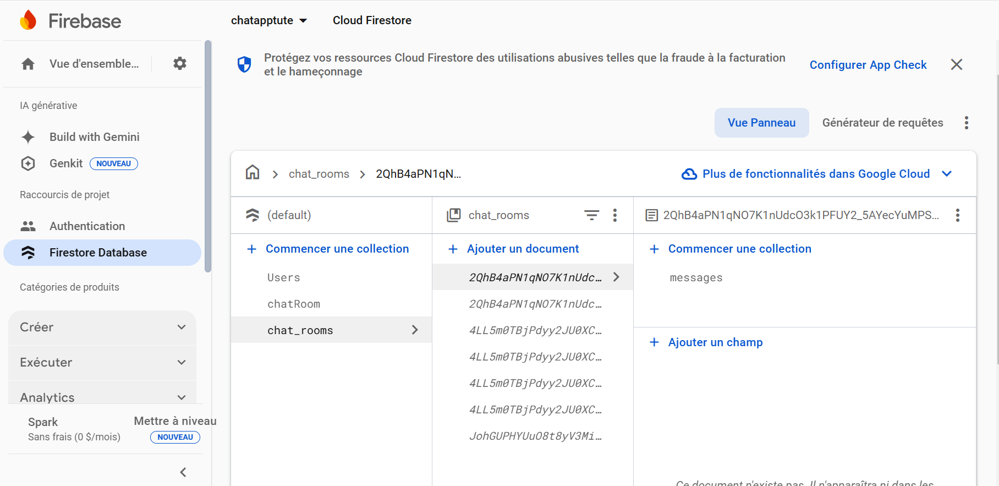 Firebase
chatapptute
Cloud Firestore
Vue d'ensemble...
IA générative
Build with Gemini
Genkit NOUVEAU
Raccourcis de projet
Authentication
Firestore Database
Catégories de produits
Créer
Exécuter
Analytics
Spark
Sans frais (0 $/mois)
Mettre à niveau
NOUVEAU
Protégez vos ressources Cloud Firestore des utilisations abusives telles que la fraude à la facturation
et le hameçonnage
Configurer App Check
Vue Panneau
Générateur de requêtes
chat_rooms
2QhB4aPN1qN...
Plus de fonctionnalités dans Google Cloud
(default)
Commencer une collection
Users
chatRoom
chat_rooms
chat_rooms
Ajouter un document
2QhB4aPN1qNO7K1nUdc…
2QhB4aPN1qNO7K1nUdc…
4LL5m0TBjPdyy2JU0XC…
4LL5m0TBjPdyy2JU0XC…
4LL5m0TBjPdyy2JU0XC…
4LL5m0TBjPdyy2JU0XC…
JohGUPHYUuO8t8yV3Mi…
2QhB4aPN1qNO7K1nUdcO3k1PFUY2_5AYecYuMPS...
Commencer une collection
messages
Ajouter un champ
Ce document n'existe pas. Il n'apparaîtra ni dans les